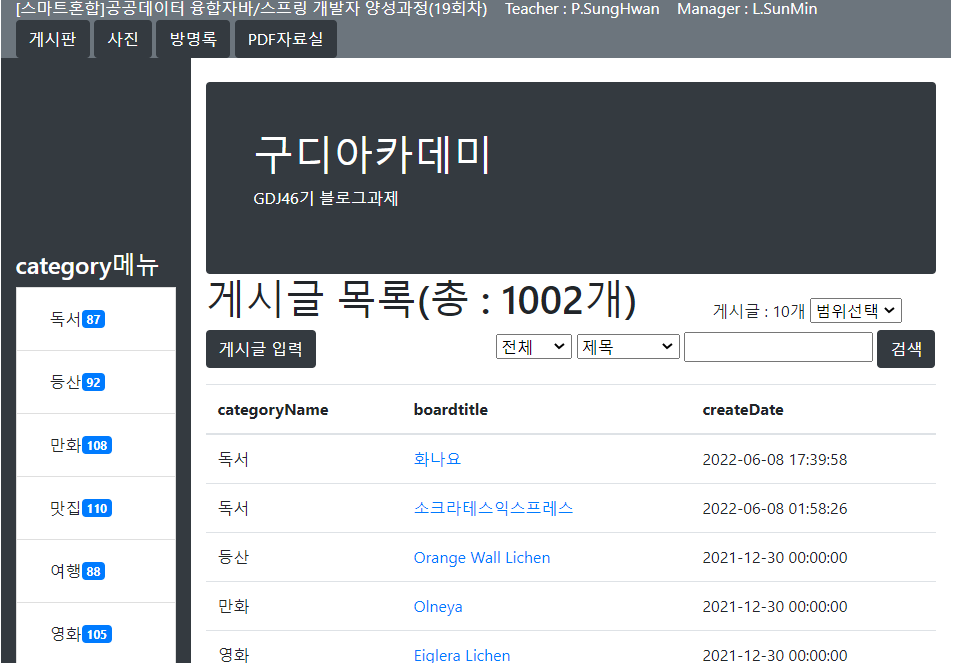 [스마트혼합]공공데이터 융합자바/스프링 개발자 양성과정(19회차) Teacher : P.SungHwan Manager : L.SunMin
게시판 사진 방명록 PDF자료실
구디아카데미
GDJ46기 블로그과제
category메뉴
독서 87
등산 92
만화 108
맛집 110
여행 88
영화 105
게시글 목록(총 : 1002개)
게시글 : 10개 범위선택
게시글 입력 전체 제목 검색
categoryName boardtitle createDate
독서 화나요 2022-06-08 17:39:58
독서 소크라테스익스프레스 2022-06-08 01:58:26
등산 Orange Wall Lichen 2021-12-30 00:00:00
만화 Olneya 2021-12-30 00:00:00
영화 Eiglera Lichen 2021-12-30 00:00:00